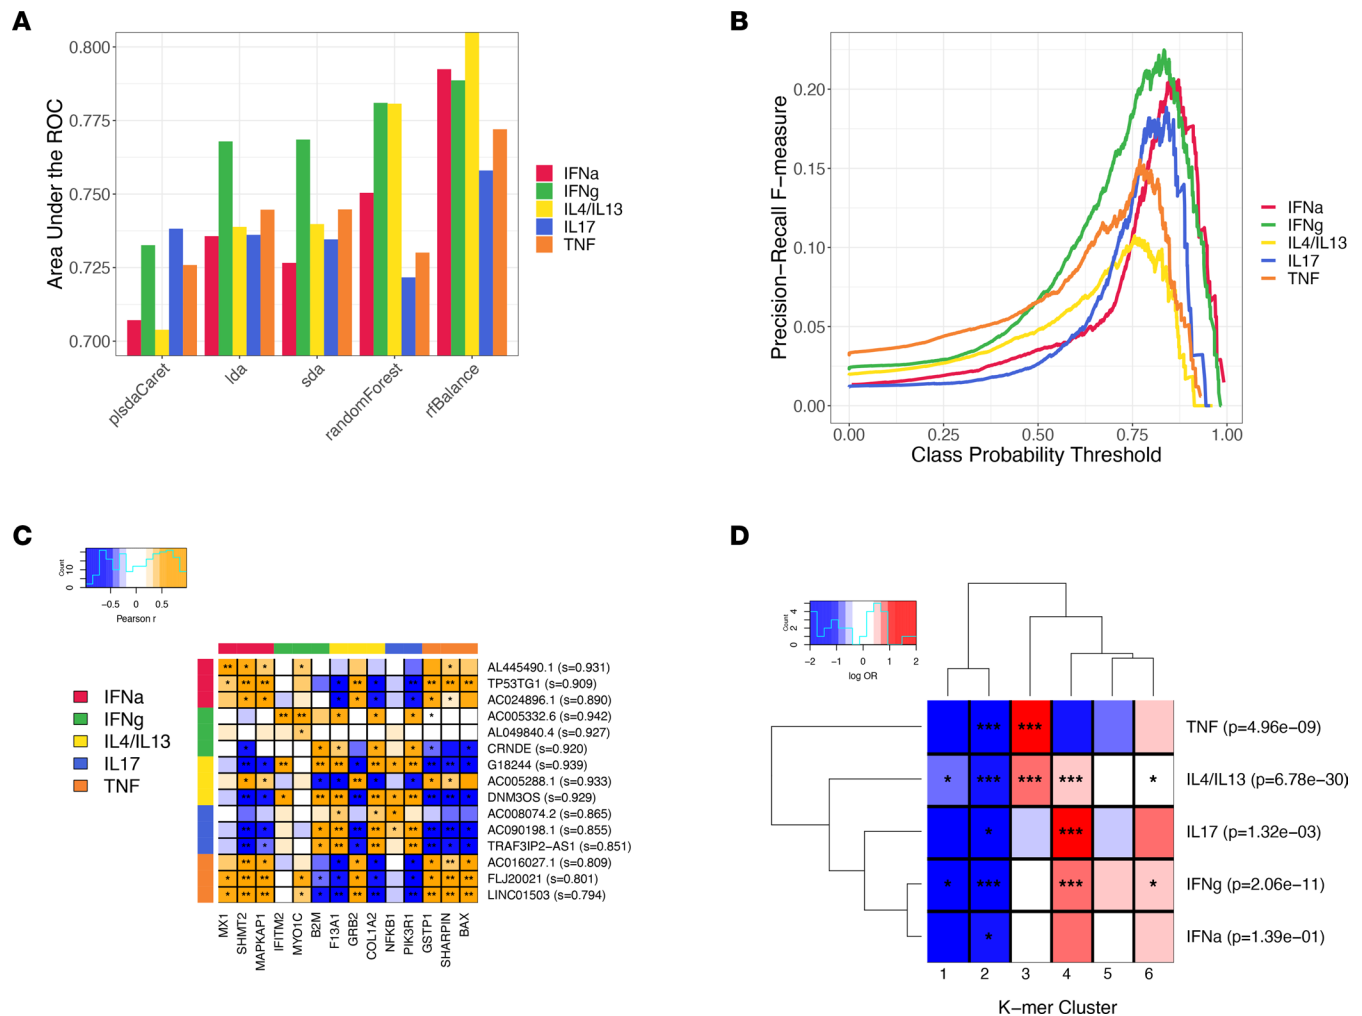 A
0.800
0.775
0.750
0.725
0.700
Area Under the ROC
plsdaCaret
lda
sda
randomForest
rfBalance
IFNa
IFNg
IL4/IL13
IL17
TNF
B
0.20
0.15
0.10
0.05
0.00
Precision-Recall F-measure
0.00 0.25 0.50 0.75 1.00
Class Probability Threshold
IFNa
IFNg
IL4/IL13
IL17
TNF
C
Count
0 10
-0.5 0 0.5
Pearson r
IFNa
IFNg
IL4/IL13
IL17
TNF
AL445490.1 (s=0.931)
TP53TG1 (s=0.909)
AC024896.1 (s=0.890)
AC005332.6 (s=0.942)
AL049840.4 (s=0.927)
CRNDE (s=0.920)
G18244 (s=0.939)
AC005288.1 (s=0.933)
DNM3OS (s=0.929)
AC008074.2 (s=0.865)
AC090198.1 (s=0.855)
TRAF3IP2-AS1 (s=0.851)
AC016027.1 (s=0.809)
FLJ20021 (s=0.801)
LINC01503 (s=0.794)
MX1
SHMT2
MAPKAP1
IFITM2
MYO1C
B2M
F13A1
GRB2
COL1A2
NFKB1
PIK3R1
GSTP1
SHARPIN
BAX
D
Count
0 2 4
-2 -1 0 1 2
log OR
TNF (p=4.96e-09)
IL4/IL13 (p=6.78e-30)
IL17 (p=1.32e-03)
IFNg (p=2.06e-11)
IFNa (p=1.39e-01)
1 2 3 4 5 6
K-mer Cluster